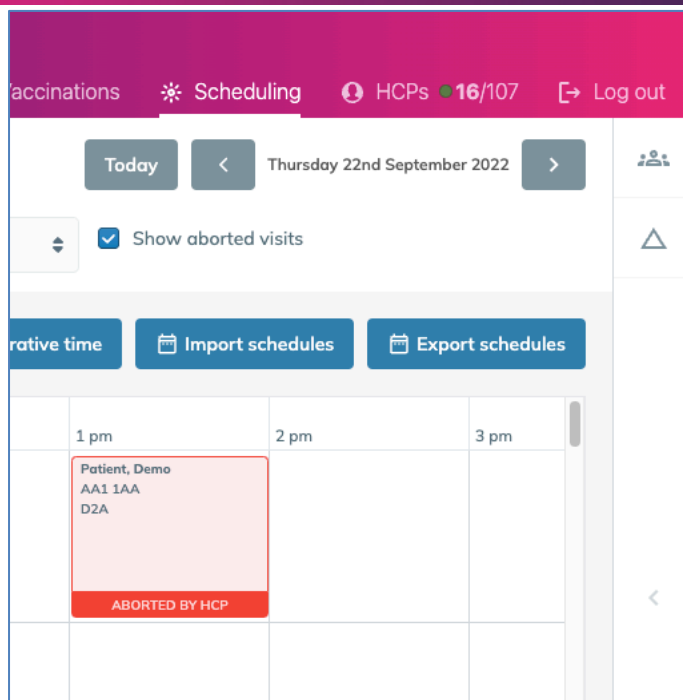 accinations Scheduling HCPs 16/107 Log out
Today Thursday 22nd September 2022
Show aborted visits
rative time Import schedules Export schedules
1 pm 2 pm 3 pm
Patient, Demo
AA1 1AA
D2A
ABORTED BY HCP